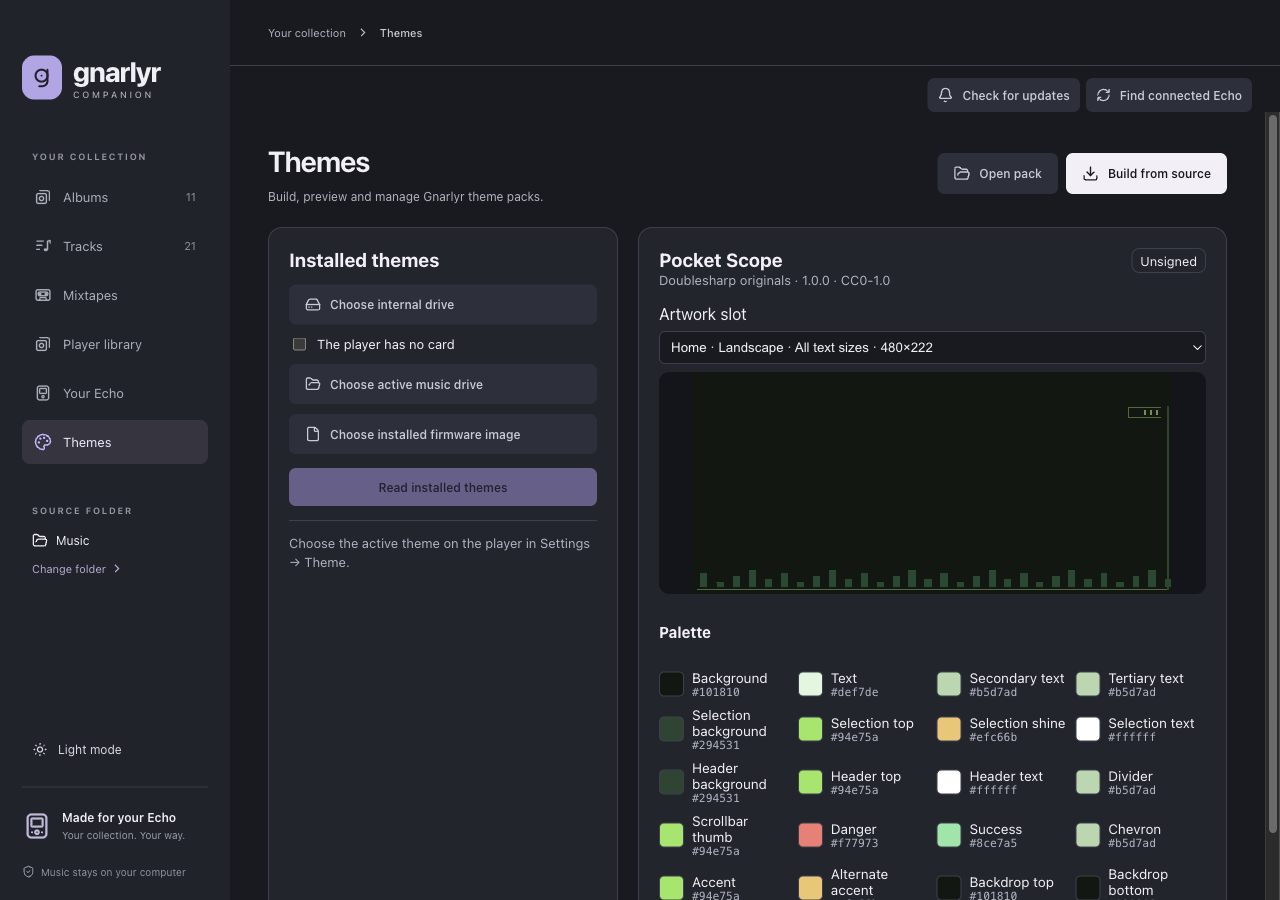 Your collection > Themes
g
gnarlyr
COMPANION
Check for updates
Find connected Echo
YOUR COLLECTION
Albums 11
Tracks 21
Mixtapes
Player library
Your Echo
Themes
SOURCE FOLDER
Music
Change folder >
Light mode
Made for your Echo
Your collection. Your way.
Music stays on your computer
Themes
Build, preview and manage Gnarlyr theme packs.
Open pack
Build from source
Installed themes
Choose internal drive
The player has no card
Choose active music drive
Choose installed firmware image
Read installed themes
Choose the active theme on the player in Settings
→ Theme.
Pocket Scope
Unsigned
Doublesharp originals · 1.0.0 · CC0-1.0
Artwork slot
Home · Landscape · All text sizes · 480×222
Palette
Background
#101810
Text
#def7de
Secondary text
#b5d7ad
Tertiary text
#b5d7ad
Selection
background
#294531
Selection top
#94e75a
Selection shine
#efc66b
Selection text
#ffffff
Header
background
#294531
Header top
#94e75a
Header text
#ffffff
Divider
#b5d7ad
Scrollbar
thumb
#94e75a
Danger
#f77973
Success
#8ce7a5
Chevron
#b5d7ad
Accent
#94e75a
Alternate
accent
Backdrop top
#101810
Backdrop
bottom